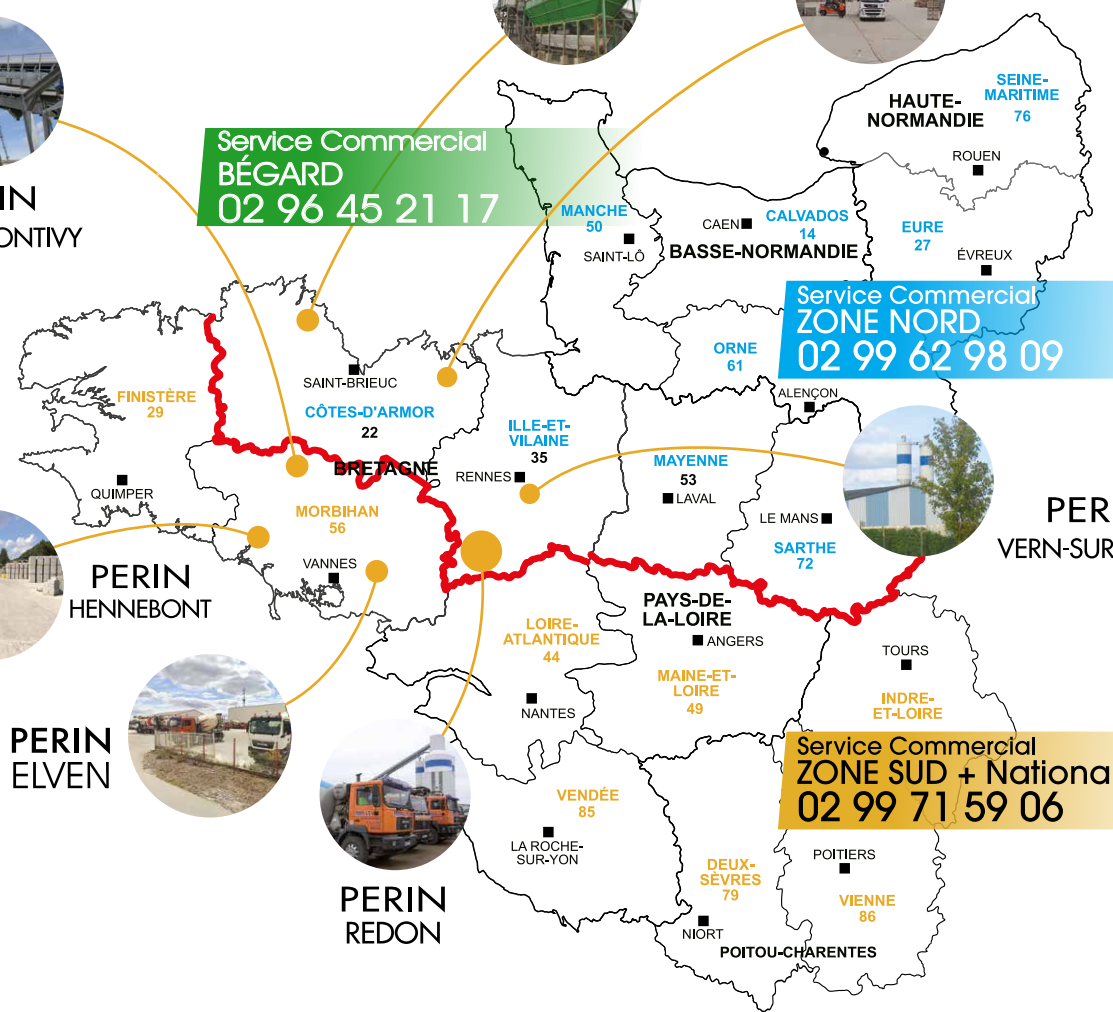 SEINE-
MARITIME
76
HAUTE-
NORMANDIE
ROUEN
Service Commercial
BÉGARD
02 96 45 21 17
IN
ONTIVY
MANCHE
50
SAINT-LÔ
CAEN
CALVADOS
14
BASSE-NORMANDIE
EURE
27
ÉVREUX
Service Commercial
ZONE NORD
02 99 62 98 09
ORNE
61
ALENÇON
FINISTÈRE
29
QUIMPER
SAINT-BRIEUC
CÔTES-D'ARMOR
22
BRETAGNE
ILLE-ET-
VILAINE
35
RENNES
MAYENNE
53
LAVAL
LE MANS
SARTHE
72
PER
VERN-SUR
MORBIHAN
56
VANNES
PERIN
HENNEBONT
PAYS-DE-
LA-LOIRE
ANGERS
LOIRE-
ATLANTIQUE
44
NANTES
MAINE-ET-
LOIRE
49
TOURS
INDRE-
ET-LOIRE
PERIN
ELVEN
Service Commercial
ZONE SUD + Nationa
02 99 71 59 06
VENDÉE
85
LA ROCHE-
SUR-YON
DEUX-
SÈVRES
79
NIORT
POITIERS
VIENNE
86
POITOU-CHARENTES
PERIN
REDON